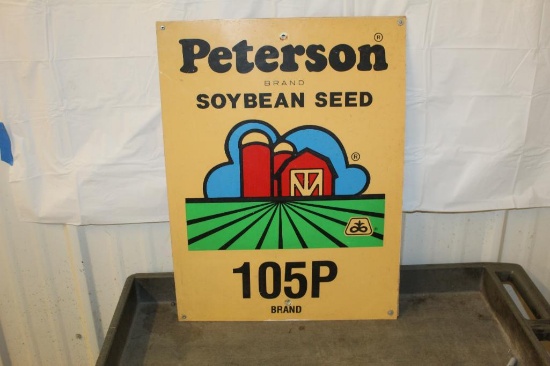 Peterson®
BRAND
SOYBEAN SEED
®
105P
BRAND